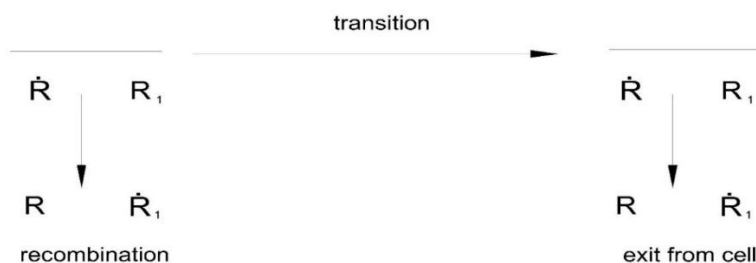 transition
Ṙ R₁ Ṙ R₁
R Ṙ₁ R Ṙ₁
recombination exit from cell